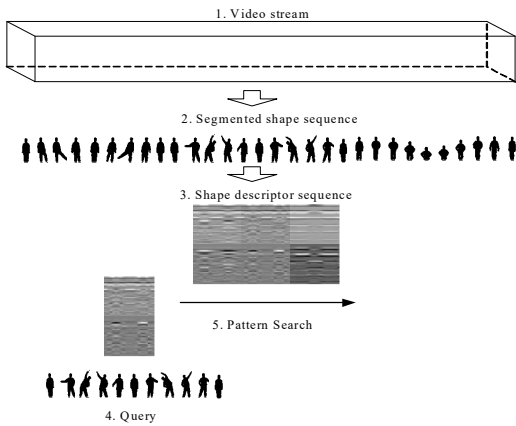 1. Video stream
2. Segmented shape sequence
3. Shape descriptor sequence
5. Pattern Search
4. Query